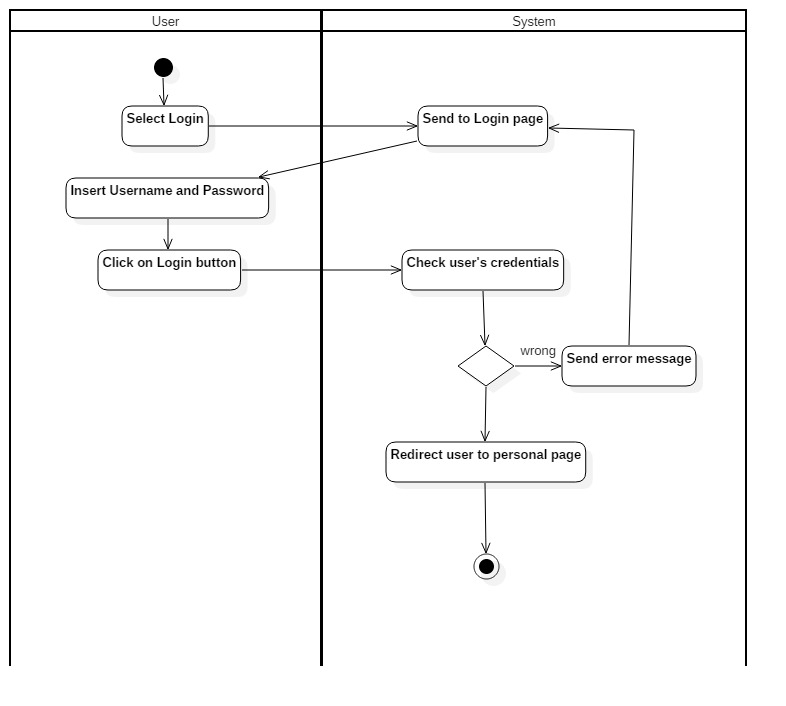 User
System
Select Login
Send to Login page
Insert Username and Password
Click on Login button
Check user's credentials
wrong
Send error message
Redirect user to personal page